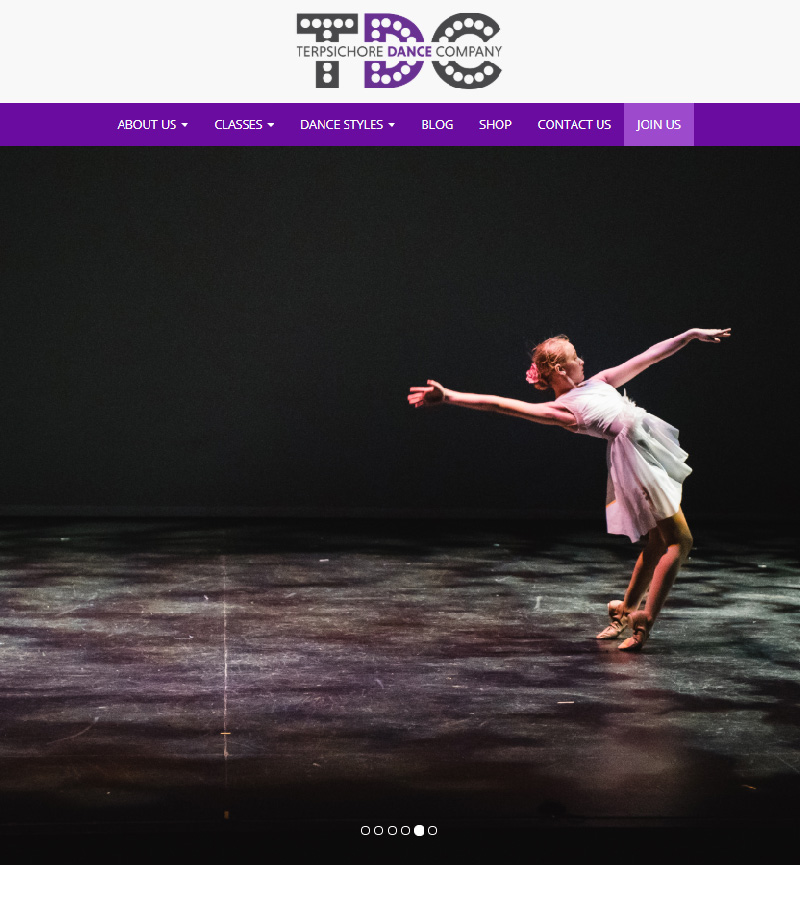 TDC
TERPSICHORE DANCE COMPANY
ABOUT US CLASSES DANCE STYLES BLOG SHOP CONTACT US JOIN US